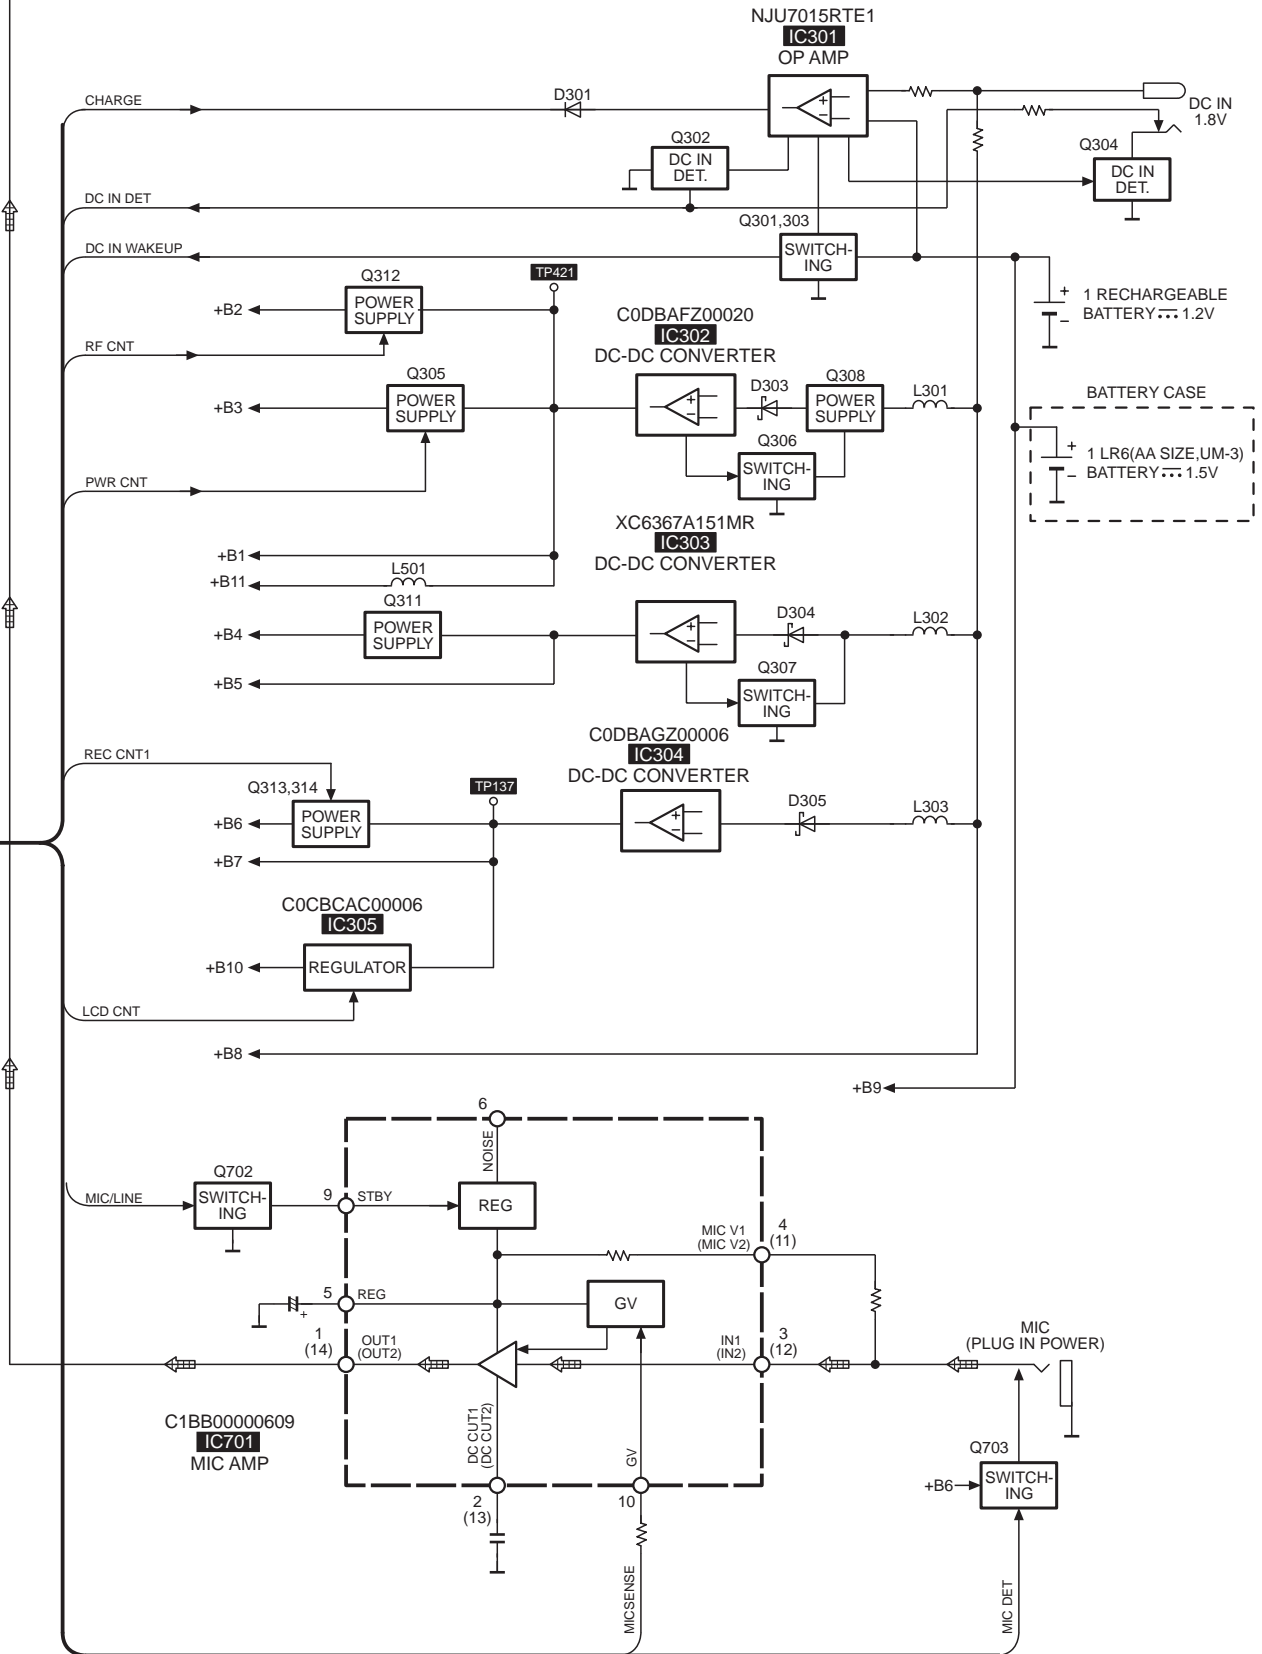 NJU7015RTE1
IC301
OP AMP
CHARGE
D301
DC IN
1.8V
Q302
DC IN
DET.
Q304
DC IN
DET.
DC IN DET
Q301,303
SWITCH-
ING
DC IN WAKEUP
Q312
POWER
SUPPLY
TP421
+B2
C0DBAFZ00020
IC302
DC-DC CONVERTER
+
1 RECHARGEABLE
BATTERY 1.2V
−
RF CNT
Q305
POWER
SUPPLY
+B3
+
−
D303
Q308
POWER
SUPPLY
L301
BATTERY CASE
Q306
SWITCH-
ING
+
1 LR6(AA SIZE,UM-3)
BATTERY 1.5V
−
PWR CNT
XC6367A151MR
IC303
DC-DC CONVERTER
+B1
L501
+B11
Q311
POWER
SUPPLY
+B4
+
−
D304
L302
Q307
SWITCH-
ING
+B5
C0DBAGZ00006
IC304
DC-DC CONVERTER
REC CNT1
Q313,314
POWER
SUPPLY
TP137
+B6
+
−
D305
L303
+B7
C0CBCAC00006
IC305
REGULATOR
+B10
LCD CNT
+B8
+B9
6
NOISE
Q702
SWITCH-
ING
MIC/LINE
9
STBY
REG
MIC V1
(MIC V2)
4
(11)
5
REG
+
GV
1
(14)
OUT1
(OUT2)
IN1
(IN2)
3
(12)
MIC
(PLUG IN POWER)
C1BB00000609
IC701
MIC AMP
DC CUT1
(DC CUT2)
GV
Q703
SWITCH-
ING
+B6
2
(13)
10
MICSENSE
MIC DET